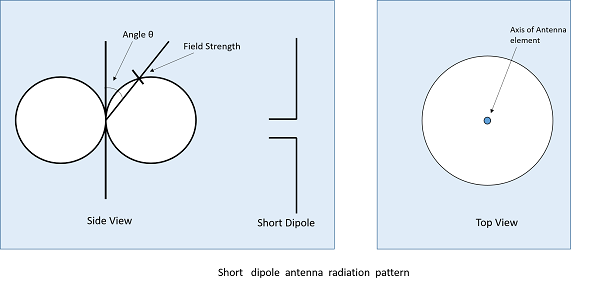 Angle θ
Field Strength
Side View
Short Dipole
Axis of Antenna
element
Top View
Short dipole antenna radiation pattern